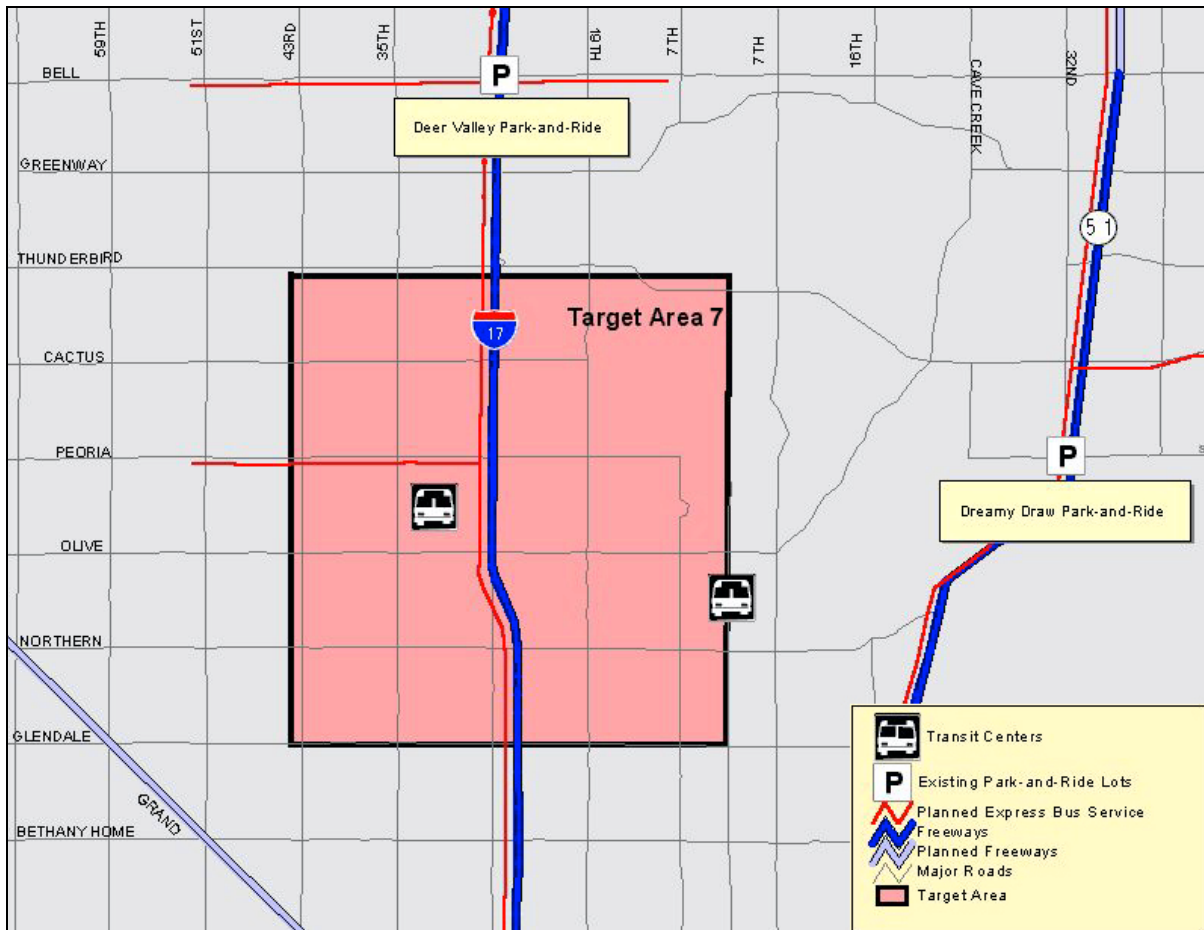 59TH
51ST
43RD
35TH
19TH
7TH
7TH
16TH
CAVE CREEK
32ND
BELL
P
Deer Valley Park-and-Ride
GREENWAY
51
THUNDERBIRD
Target Area 7
17
CACTUS
PEORIA
P
Dreamy Draw Park-and-Ride
OLIVE
NORTHERN
GLENDALE
GRAND
BETHANY HOME
Transit Centers
P
Existing Park-and-Ride Lots
Planned Express Bus Service
Freeways
Planned Freeways
Major Roads
Target Area